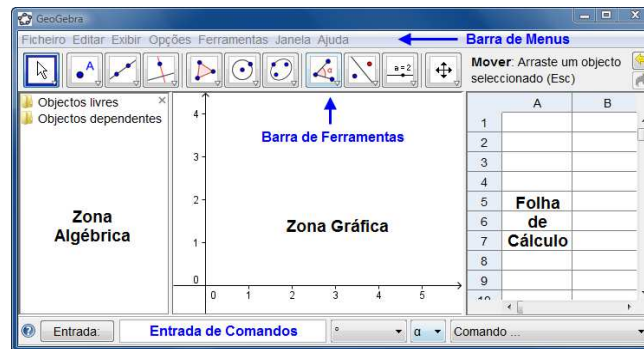 GeoGebra
Ficheiro Editar Exibir Opções Ferramentas Janela Ajuda
Barra de Menus
A
α
a = 2
Mover: Arraste um objecto
seleccionado (Esc)
Objectos livres
Objectos dependentes
Zona
Algébrica
Barra de Ferramentas
Zona Gráfica
4
3
2
1
0
0 1 2 3 4 5
A B
1
2
3
4
5 Folha
6 de
7 Cálculo
8
9
10
Entrada: Entrada de Comandos ° α Comando ...